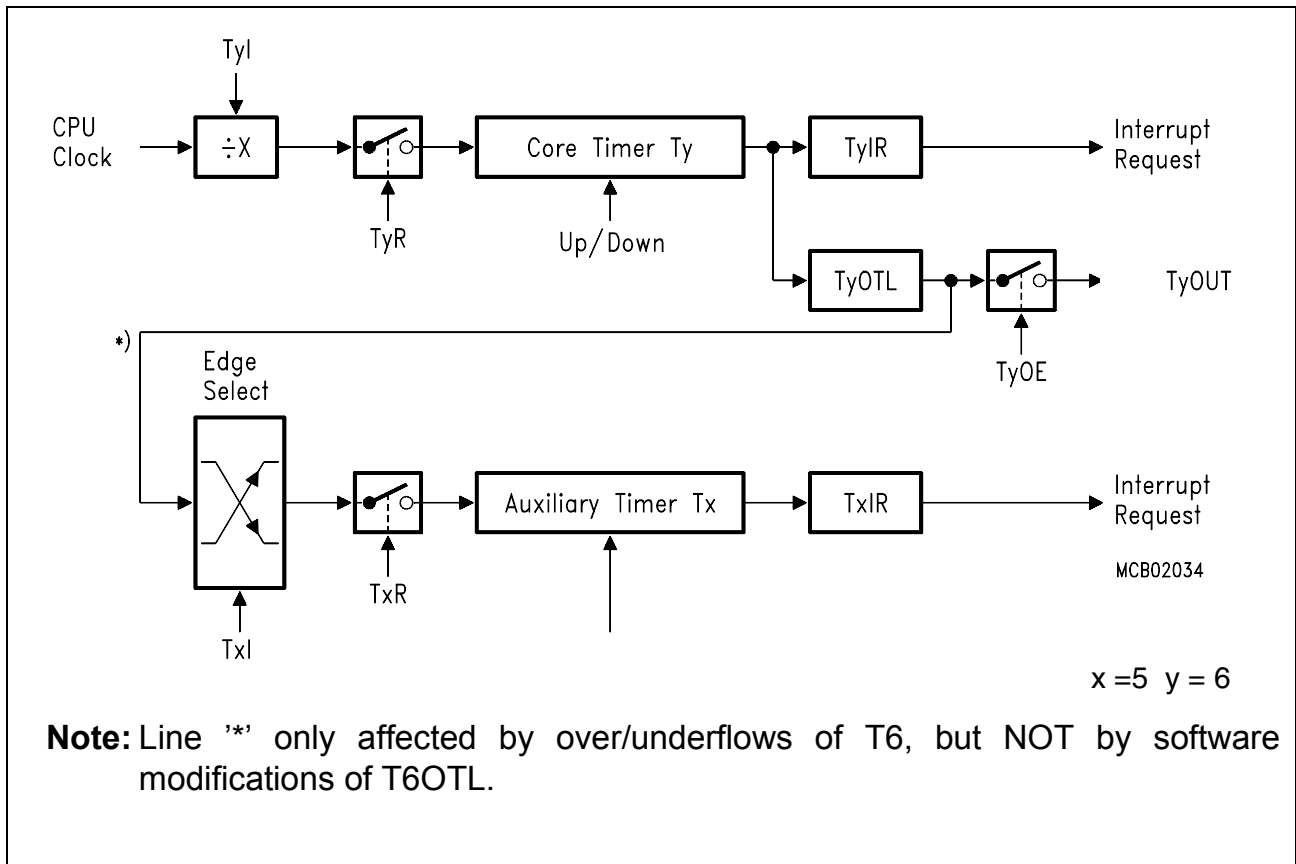 TyI
CPU
Clock
÷X
Core Timer Ty
TyIR
Interrupt
Request
TyR
Up/Down
TyOTL
TyOUT
*)
TyOE
Edge
Select
Auxiliary Timer Tx
TxIR
Interrupt
Request
TxR
MCB02034
TxI
x =5 y = 6
Note: Line '*' only affected by over/underflows of T6, but NOT by software
modifications of T6OTL.